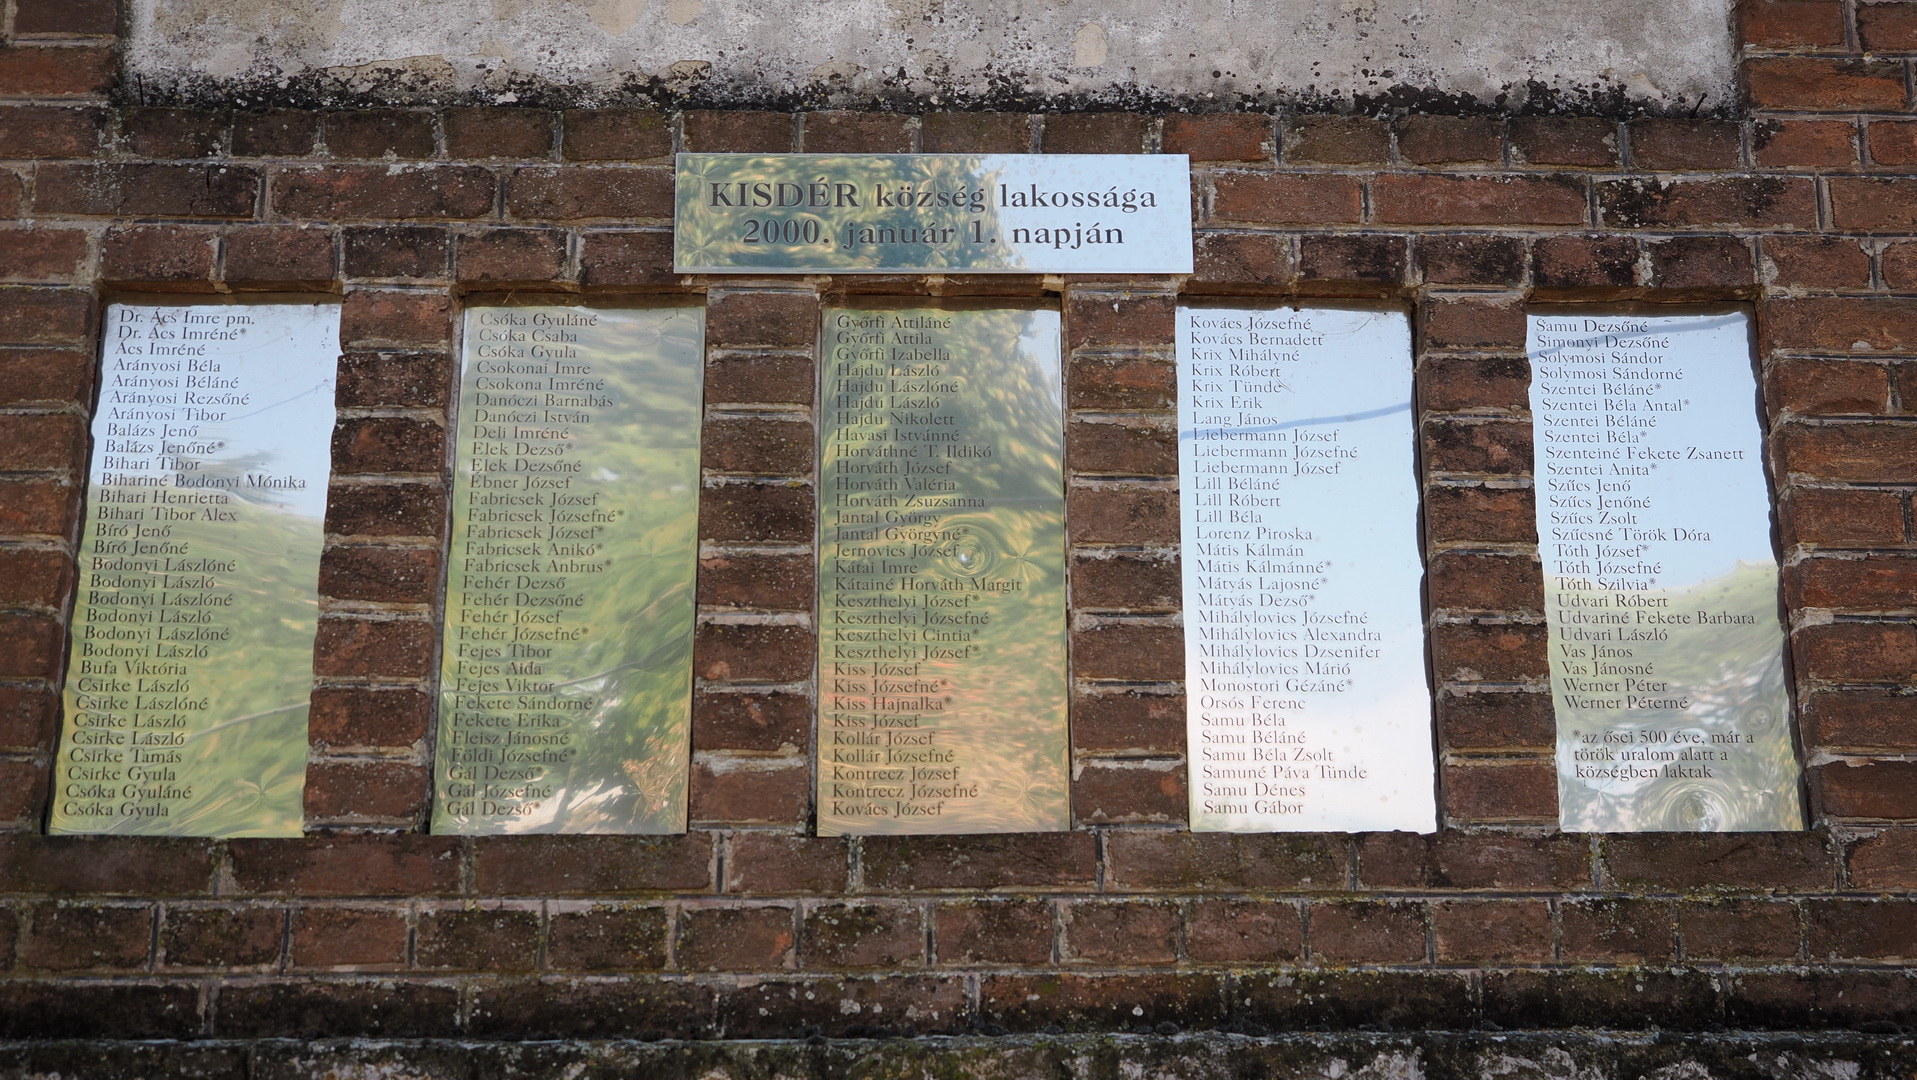 KISDÉR község lakossága
2000. január 1. napján
Dr. Ács Imre pm.
Dr. Ács Imréné*
Ács Imréné
Arányosi Béla
Arányosi Béláné
Arányosi Rezsőné
Arányosi Tibor
Balázs Jenő
Balázs Jenőné*
Bihari Tibor
Bihariné Bodonyi Mónika
Bihari Henrietta
Bihari Tibor Alex
Bíró Jenő
Bíró Jenőné
Bodonyi Lászlóné
Bodonyi László
Bodonyi Lászlóné
Bodonyi László
Bodonyi Lászlóné
Bodonyi László
Bufa Viktória
Csirke László
Csirke Lászlóné
Csirke László
Csirke László
Csirke Tamás
Csirke Gyula
Csóka Gyuláné
Csóka Gyula
Csóka Gyuláné
Csóka Csaba
Csóka Gyula
Csokonai Imre
Csokona Imréné
Danóczi Barnabás
Danóczi István
Deli Imréné
Elek Dezső*
Elek Dezsőné
Ébner József
Fabricsek József
Fabricsek Józsefné*
Fabricsek József*
Fabricsek Anikó*
Fabricsek Anbrus*
Fehér Dezső
Fehér Dezsőné
Fehér József
Fehér Józsefné*
Fejes Tibor
Fejes Aida
Fejes Viktor
Fekete Sándorné
Fekete Erika
Fleisz Jánosné
Földi Józsefné*
Gál Dezső*
Gál Józsefné
Gál Dezső*
Győrfi Attiláné
Győrfi Attila
Győrfi Izabella
Hajdu László
Hajdu Lászlóné
Hajdu László
Hajdu Nikolett
Havasi Istvánné
Horváthné T. Ildikó
Horváth József
Horváth Valéria
Horváth Zsuzsanna
Jantal György
Jantal Györgyné*
Jernovics József
Kátai Imre
Kátainé Horváth Margit
Keszthelyi József*
Keszthelyi Józsefné
Keszthelyi Cintia*
Keszthelyi József*
Kiss József
Kiss Józsefné*
Kiss Hajnalka*
Kiss József
Kollár József
Kollár Józsefné
Kontrecz József
Kontrecz Józsefné
Kovács József
Kovács Józsefné
Kovács Bernadett
Krix Mihályné
Krix Róbert
Krix Tünde
Krix Erik
Lang János
Liebermann József
Liebermann Józsefné
Liebermann József
Lill Béláné
Lill Róbert
Lill Béla
Lorenz Piroska
Mátis Kálmán
Mátis Kálmánné*
Mátyás Lajosné*
Mátyás Dezső*
Mihálylovics Józsefné
Mihálylovics Alexandra
Mihálylovics Dzsenifer
Mihálylovics Márió
Monostori Gézáné*
Orsós Ferenc
Samu Béla
Samu Béláné
Samu Béla Zsolt
Samuné Páva Tünde
Samu Dénes
Samu Gábor
Samu Dezsőné
Simonyi Dezsőné
Solymosi Sándor
Solymosi Sándorné
Szentei Béláné*
Szentei Béla Antal*
Szentei Béláné
Szentei Béla*
Szenteiné Fekete Zsanett
Szentei Anita*
Szűcs Jenő
Szűcs Jenőné
Szűcs Zsolt
Szűcsné Török Dóra
Tóth József*
Tóth Józsefné
Tóth Szilvia*
Udvari Róbert
Udvariné Fekete Barbara
Udvari László
Vas János
Vas Jánosné
Werner Péter
Werner Péterné
*az ősei 500 éve, már a
török uralom alatt a
községben laktak